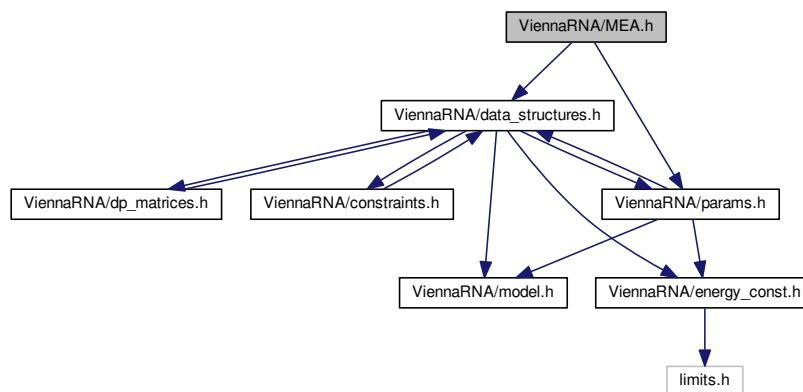 ViennaRNA/MEA.h
ViennaRNA/data_structures.h
ViennaRNA/dp_matrices.h
ViennaRNA/constraints.h
ViennaRNA/params.h
ViennaRNA/model.h
ViennaRNA/energy_const.h
limits.h